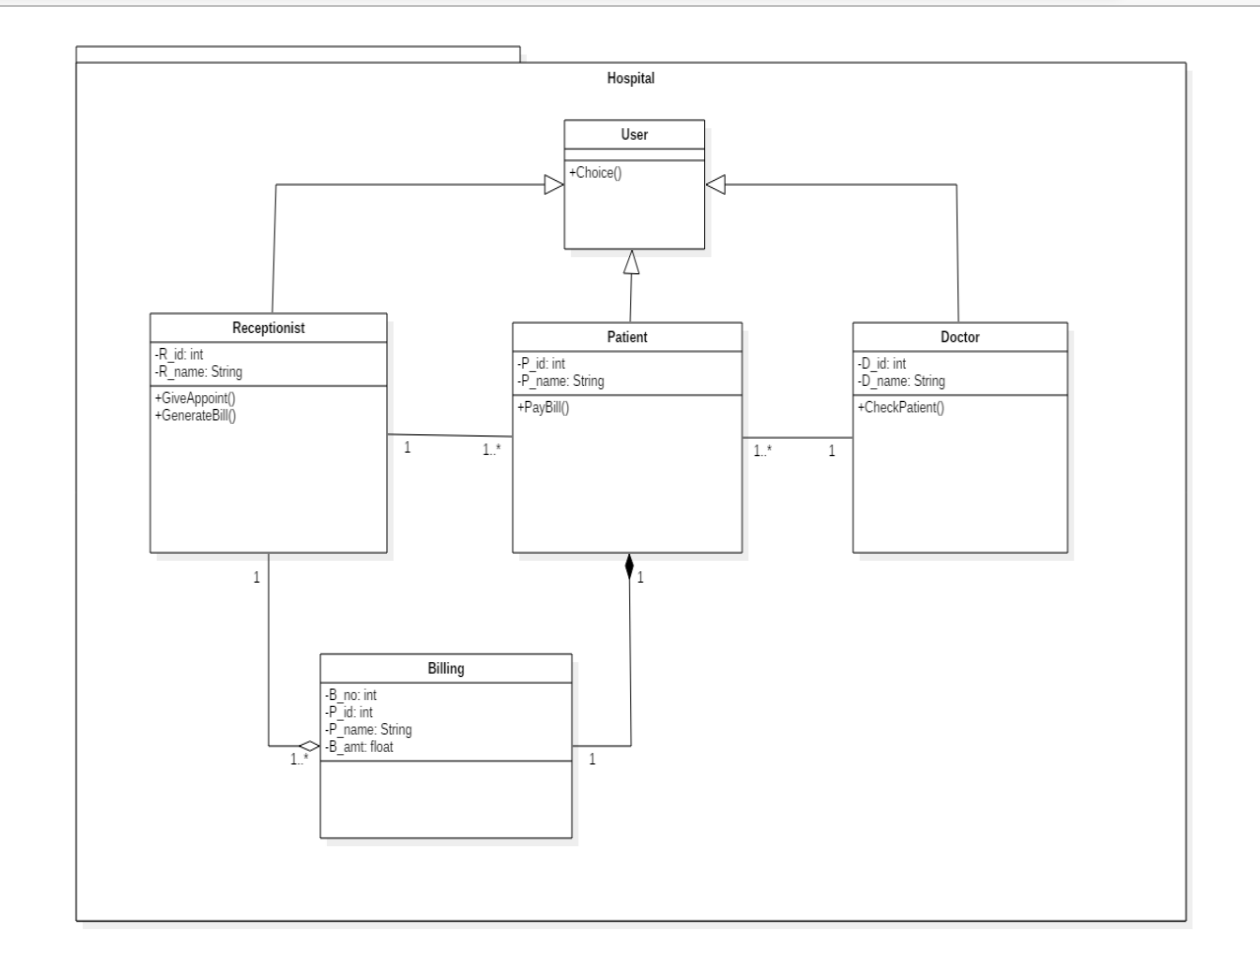 Hospital
User
+Choice()
Receptionist
-R_id: int
-R_name: String
+GiveAppoint()
+GenerateBill()
Patient
-P_id: int
-P_name: String
+PayBill()
Doctor
-D_id: int
-D_name: String
+CheckPatient()
1
1..*
1..*
1
1
1
Billing
-B_no: int
-P_id: int
-P_name: String
-B_amt: float
1..*
1